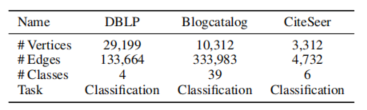 Name DBLP Blogcatalog CiteSeer
# Vertices 29,199 10,312 3,312
# Edges 133,664 333,983 4,732
# Classes 4 39 6
Task Classification Classification Classification